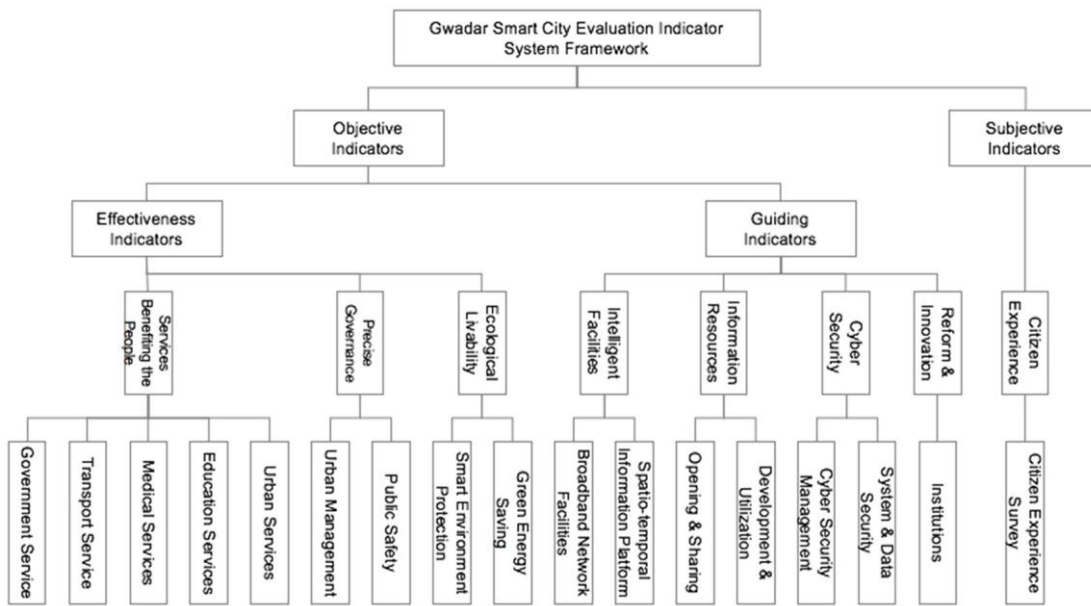 Gwadar Smart City Evaluation Indicator
System Framework
Objective
Indicators
Subjective
Indicators
Effectiveness
Indicators
Guiding
Indicators
Services
Benefiting the
People
Precise
Governance
Ecological
Livability
Intelligent
Facilities
Information
Resources
Cyber
Security
Reform &
Innovation
Citizen
Experience
Government Service
Transport Service
Medical Services
Education Services
Urban Services
Urban Management
Public Safety
Smart Environment
Protection
Green Energy
Saving
Broadband Network
Facilities
Spatio-temporal
Information Platform
Opening & Sharing
Development &
Utilization
Cyber Security
Management
System & Data
Security
Institutions
Citizen Experience
Survey